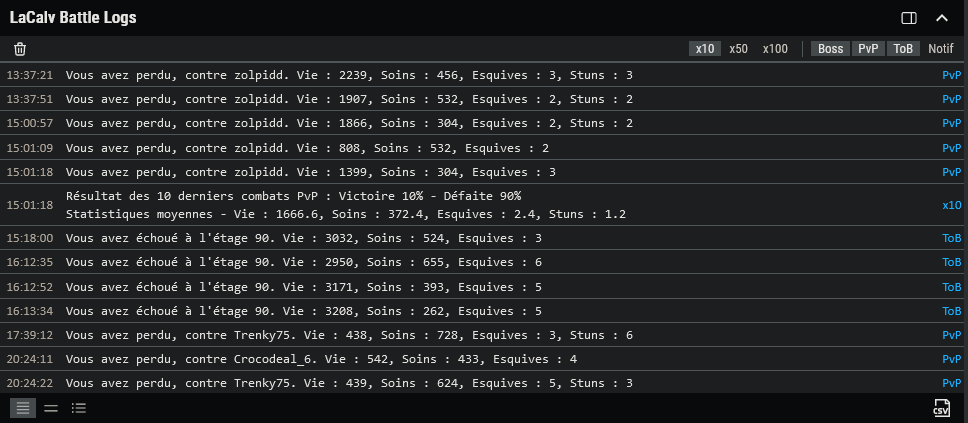 LaCalv Battle Logs
x10 x50 x100 Boss PvP ToB Notif
13:37:21 Vous avez perdu, contre zolpidd. Vie : 2239, Soins : 456, Esquives : 3, Stuns : 3 PvP
13:37:51 Vous avez perdu, contre zolpidd. Vie : 1907, Soins : 532, Esquives : 2, Stuns : 2 PvP
15:00:57 Vous avez perdu, contre zolpidd. Vie : 1866, Soins : 304, Esquives : 2, Stuns : 2 PvP
15:01:09 Vous avez perdu, contre zolpidd. Vie : 808, Soins : 532, Esquives : 2 PvP
15:01:18 Vous avez perdu, contre zolpidd. Vie : 1399, Soins : 304, Esquives : 3 PvP
Résultat des 10 derniers combats PvP : Victoire 10% - Défaite 90%
15:01:18 x10
Statistiques moyennes - Vie : 1666.6, Soins : 372.4, Esquives : 2.4, Stuns : 1.2
15:18:00 Vous avez échoué à l'étage 90. Vie : 3032, Soins : 524, Esquives : 3 ToB
16:12:35 Vous avez échoué à l'étage 90. Vie : 2950, Soins : 655, Esquives : 6 ToB
16:12:52 Vous avez échoué à l'étage 90. Vie : 3171, Soins : 393, Esquives : 5 ToB
16:13:34 Vous avez échoué à l'étage 90. Vie : 3208, Soins : 262, Esquives : 5 ToB
17:39:12 Vous avez perdu, contre Trenky75. Vie : 438, Soins : 728, Esquives : 3, Stuns : 6 PvP
20:24:11 Vous avez perdu, contre Crocodeal_6. Vie : 542, Soins : 433, Esquives : 4 PvP
20:24:22 Vous avez perdu, contre Trenky75. Vie : 439, Soins : 624, Esquives : 5, Stuns : 3 PvP
CSV